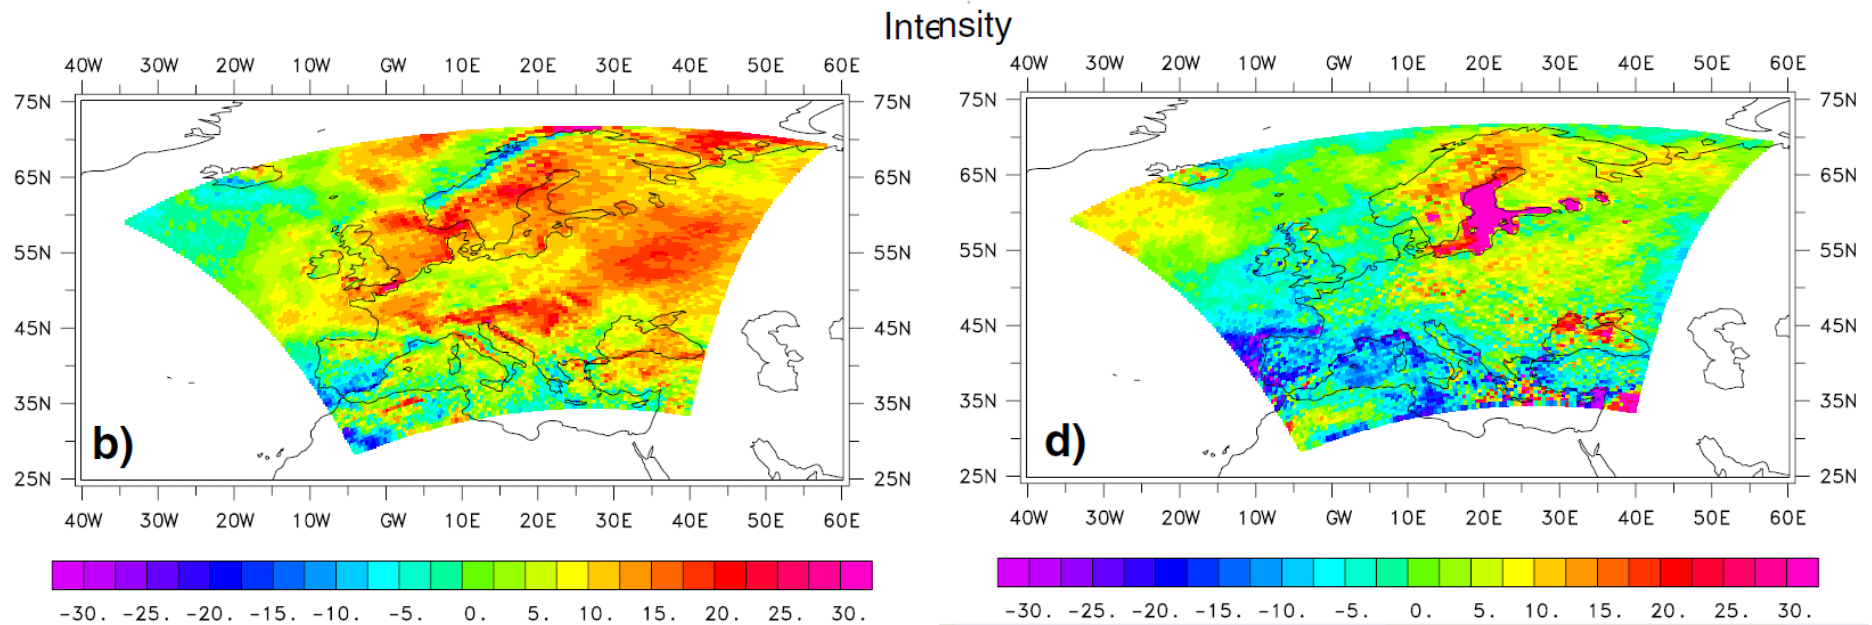 Intensity
40W 30W 20W 10W GW 10E 20E 30E 40E 50E 60E
75N 75N
65N 65N
55N 55N
45N 45N
35N 35N
25N 25N
b)
40W 30W 20W 10W GW 10E 20E 30E 40E 50E 60E
-30. -25. -20. -15. -10. -5. 0. 5. 10. 15. 20. 25. 30.
40W 30W 20W 10W GW 10E 20E 30E 40E 50E 60E
75N 75N
65N 65N
55N 55N
45N 45N
35N 35N
25N 25N
d)
40W 30W 20W 10W GW 10E 20E 30E 40E 50E 60E
-30. -25. -20. -15. -10. -5. 0. 5. 10. 15. 20. 25. 30.